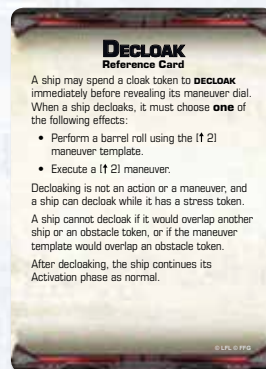 DECLOAK
Reference Card
A ship may spend a cloak token to DECLOAK
immediately before revealing its maneuver dial.
When a ship decloaks, it must choose one of
the following effects:
• Perform a barrel roll using the (⬆ 2)
maneuver template.
• Execute a (⬆ 2) maneuver.
Decloaking is not an action or a maneuver, and
a ship can decloak while it has a stress token.
A ship cannot decloak if it would overlap another
ship or an obstacle token, or if the maneuver
template would overlap an obstacle token.
After decloaking, the ship continues its
Activation phase as normal.
© LFL © FFG